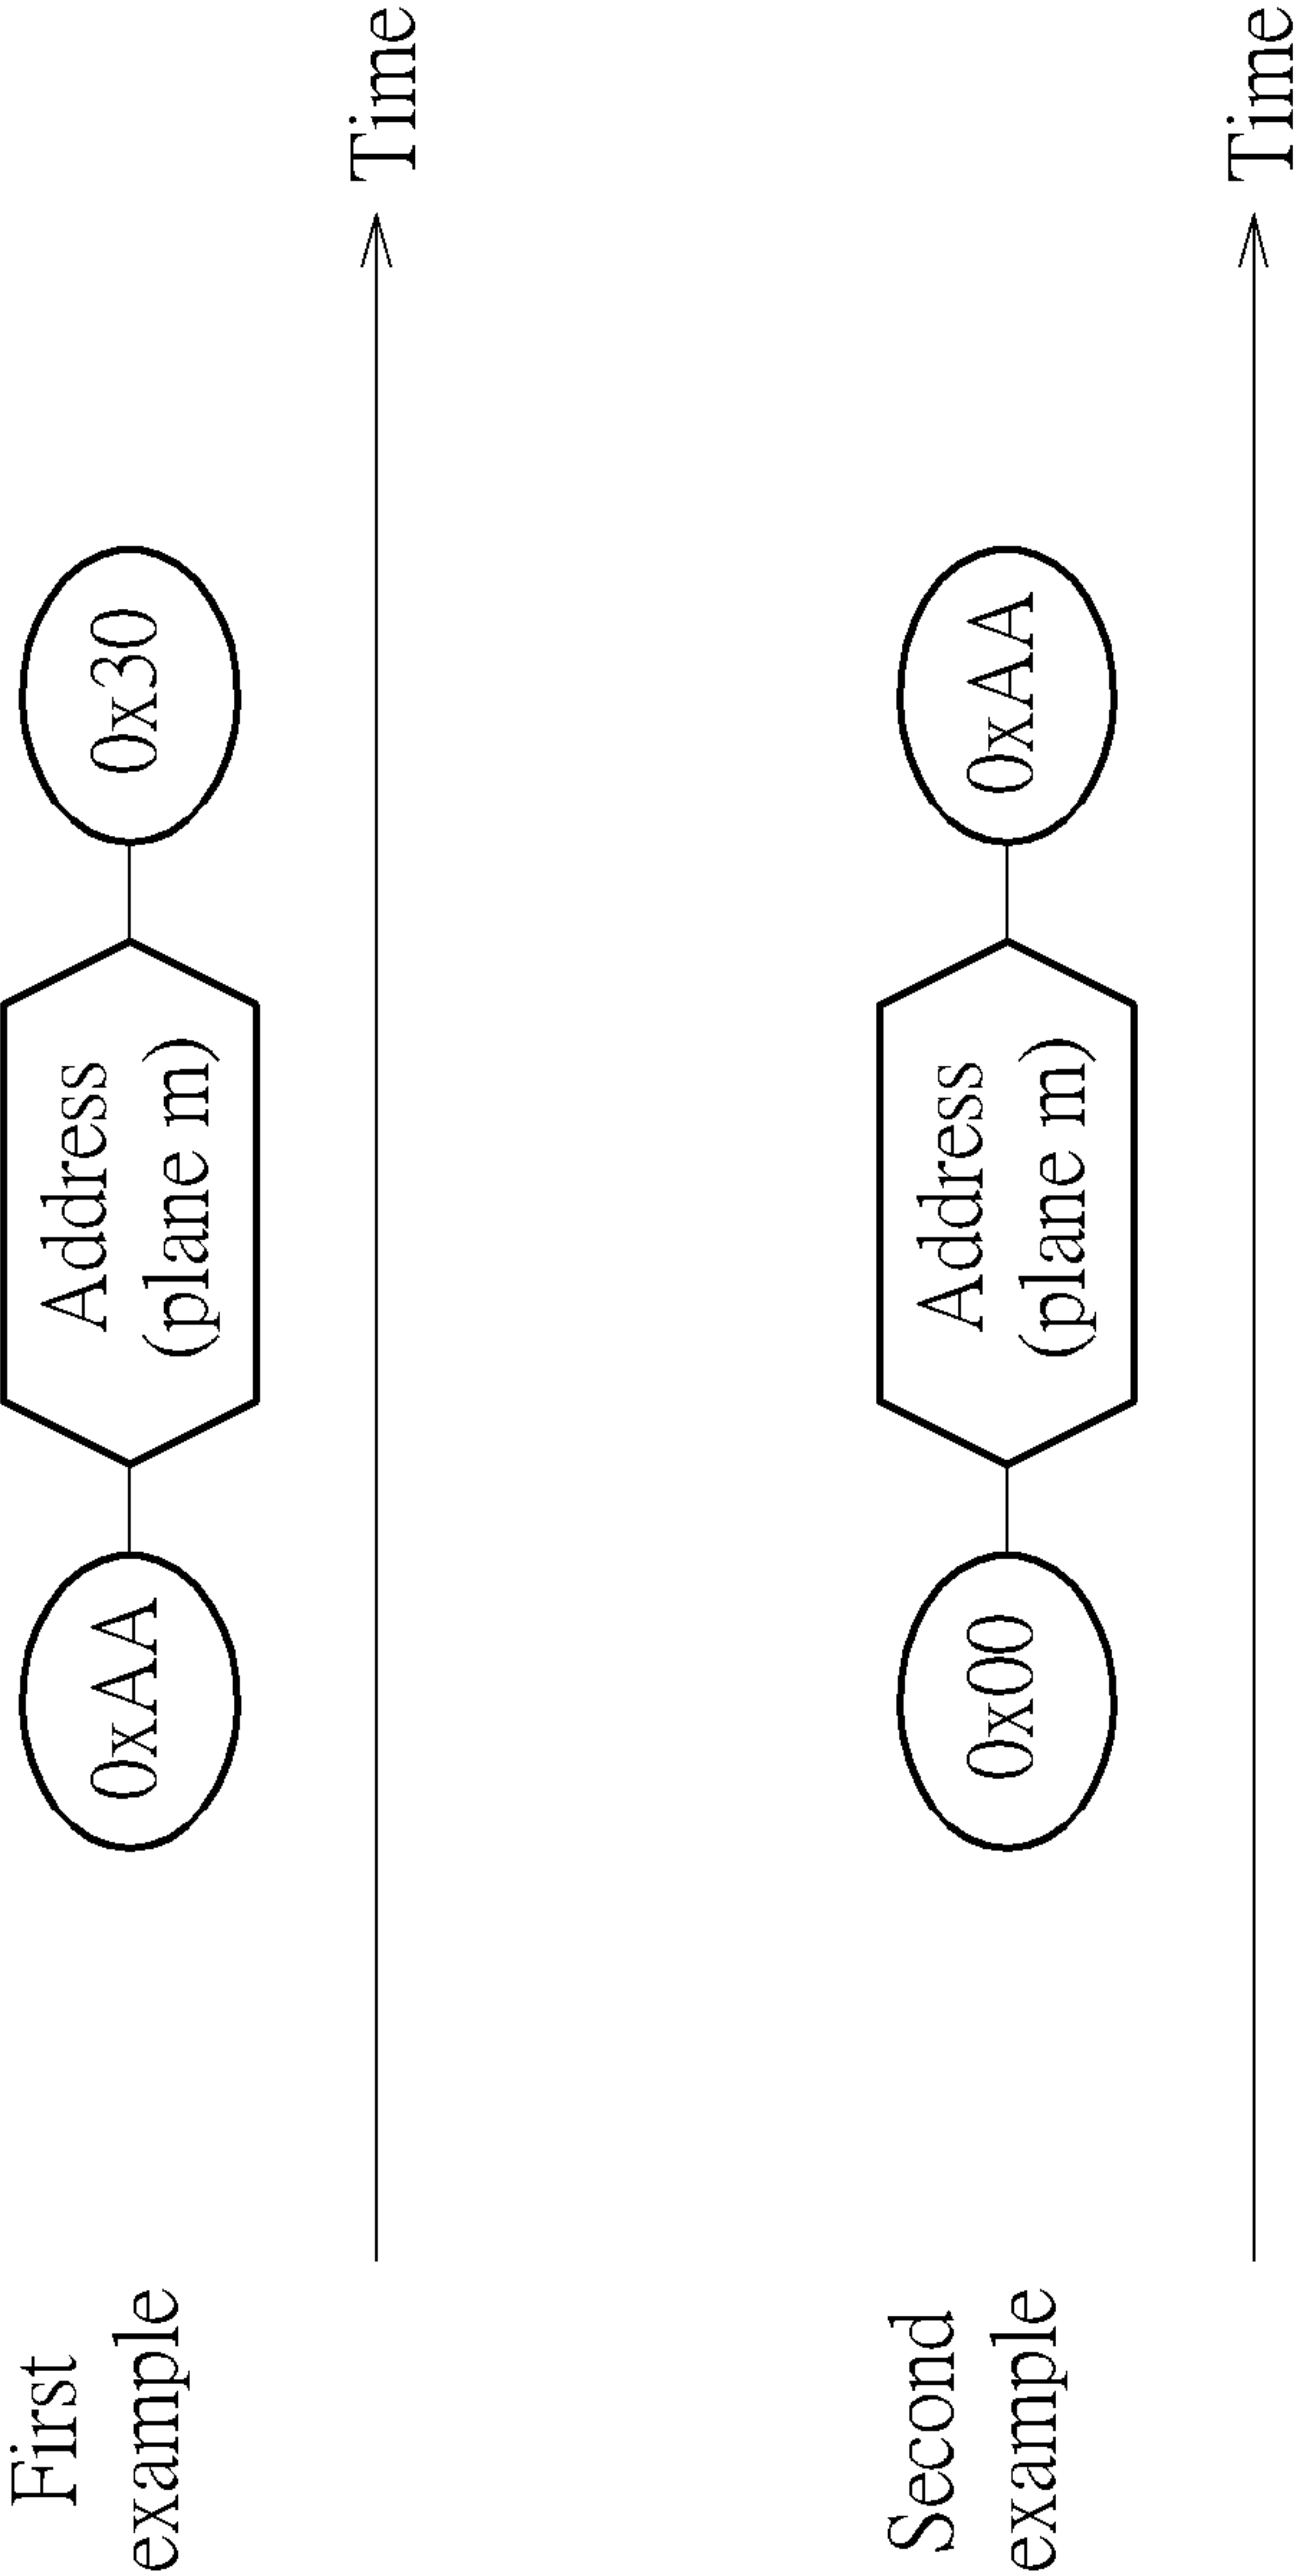 First
example
0xAA
Address
(plane m)
0x30
Time
Second
example
0x00
Address
(plane m)
0xAA
Time